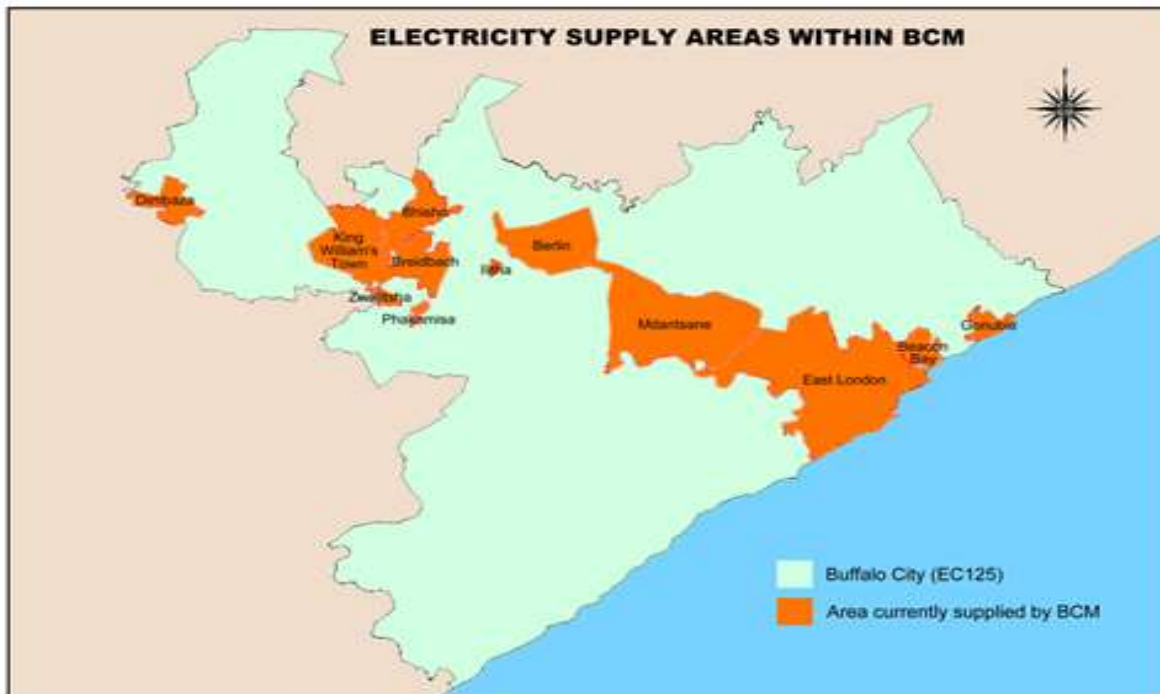 ELECTRICITY SUPPLY AREAS WITHIN BCM
Dimbaza
Bhisho
King
William's
Town
Breidbach
Berlin
Ilitha
Zwelitsha
Phakamisa
Mdantsane
Gonubie
Beacon
Bay
East London
Buffalo City (EC125)
Area currently supplied by BCM